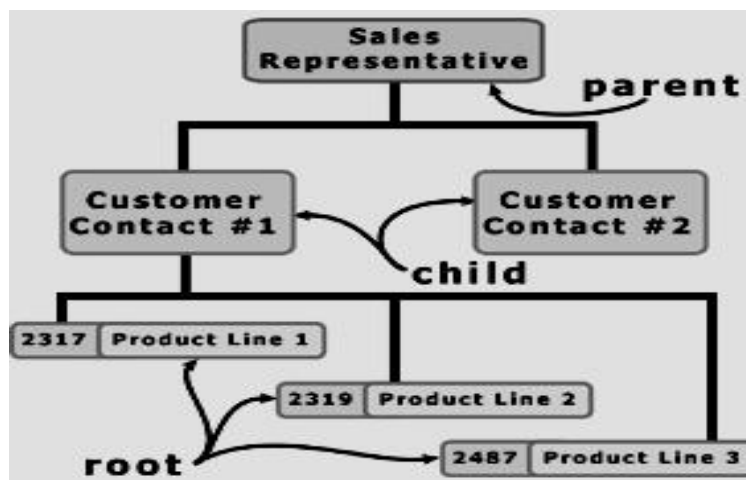 Sales
Representative
parent
Customer
Contact #1
Customer
Contact #2
child
2317 Product Line 1
2319 Product Line 2
root
2487 Product Line 3